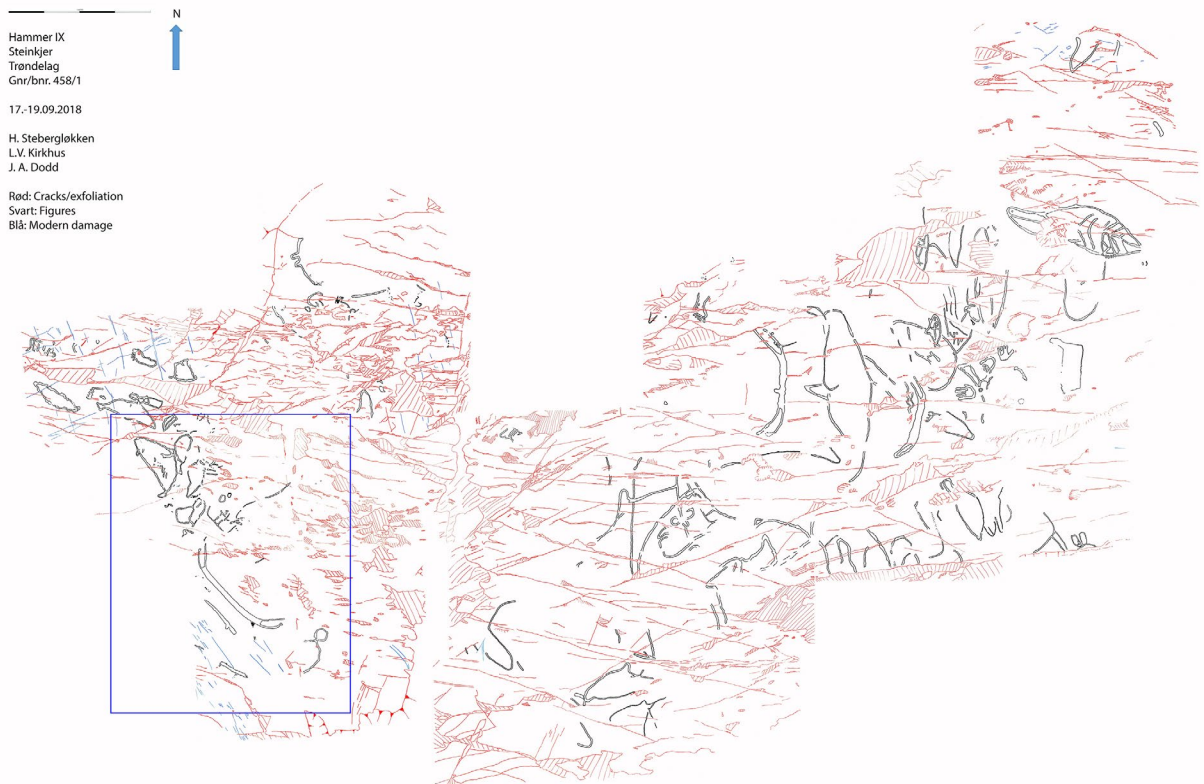 N
Hammer IX
Steinkjer
Trøndelag
Gnr/bnr. 458/1
17.-19.09.2018
H. Stebergløkken
L.V. Kirkhus
J. A. Dodd
Rød: Cracks/exfoliation
Svart: Figures
Blå: Modern damage